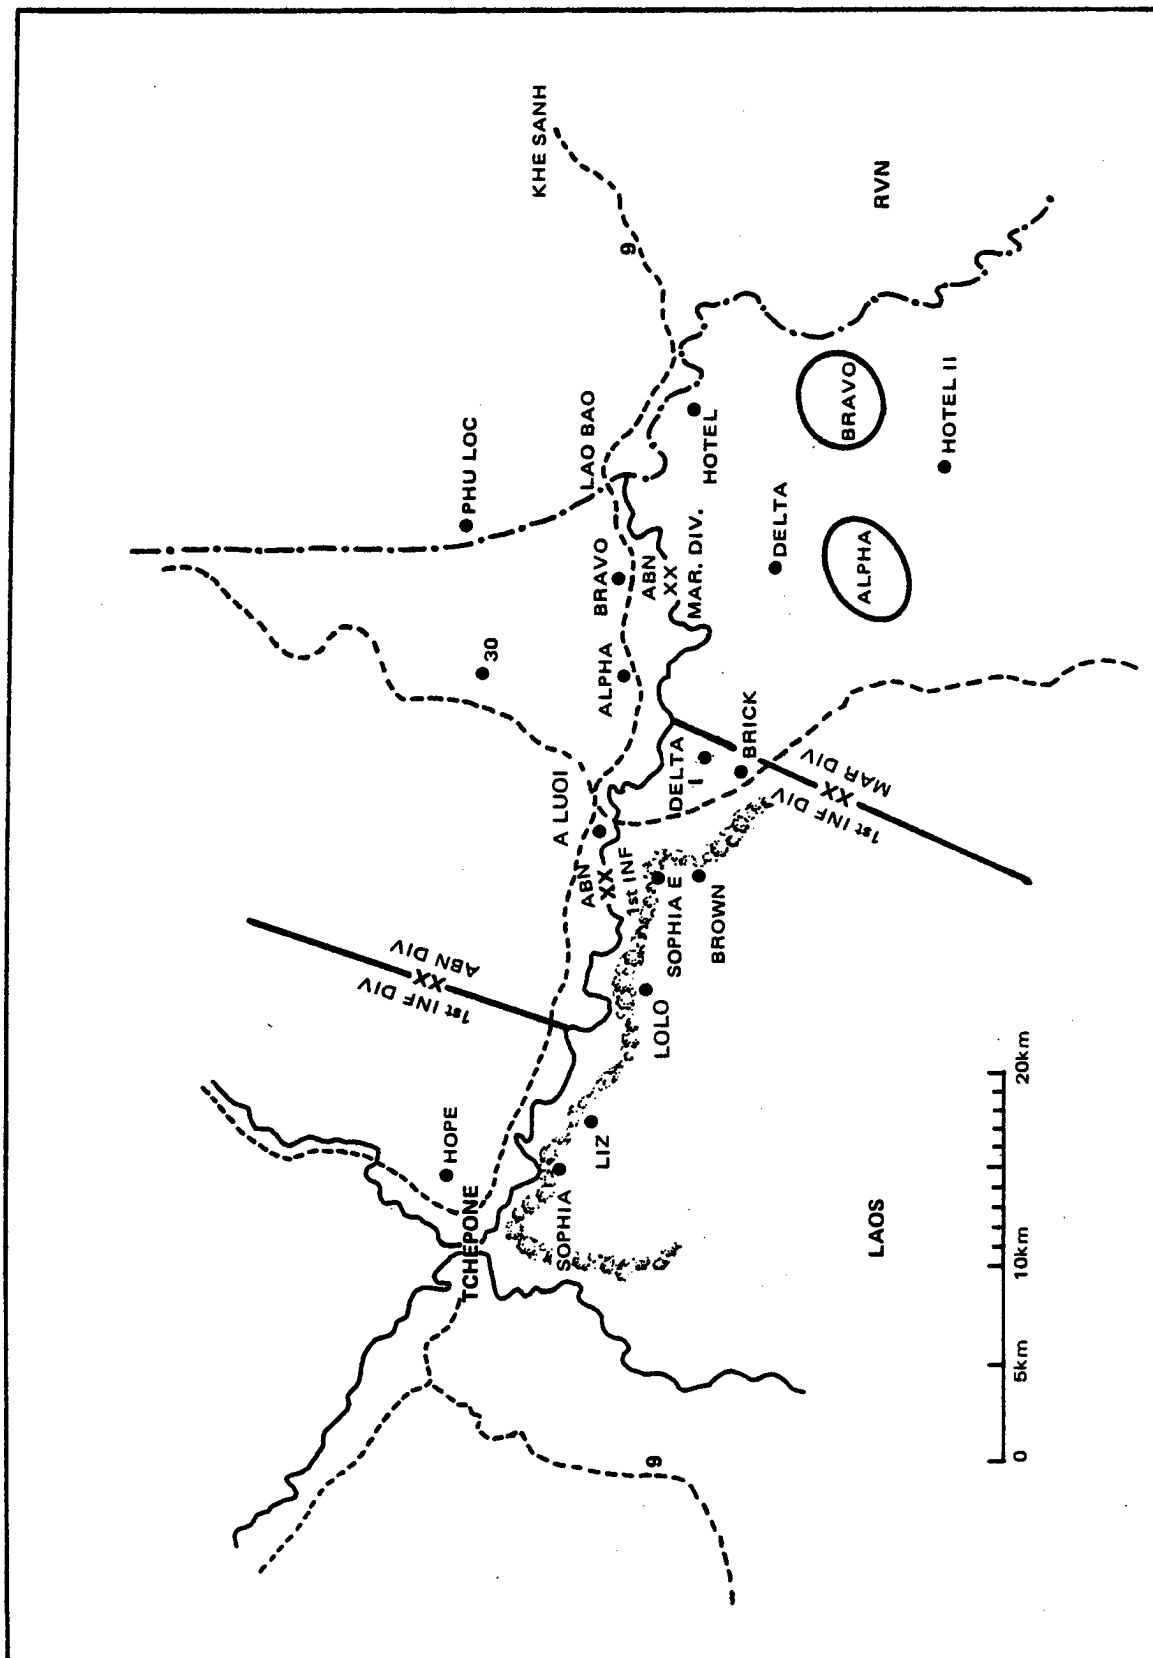 KHE SANH
9
RVN
PHU LOC
LAO BAO
HOTEL
BRAVO
HOTEL II
30
BRAVO
ALPHA
ABN
XX
MAR. DIV.
DELTA
ALPHA
A LUOI
ABN
XX
1st INF
DELTA
I
BRICK
1st INF DIV
XX
MAR DIV
1st INF DIV
XX
ABN DIV
SOPHIA E
BROWN
LOLO
HOPE
TCHEPONE
LIZ
SOPHIA
LAOS
9
0
5km
10km
20km